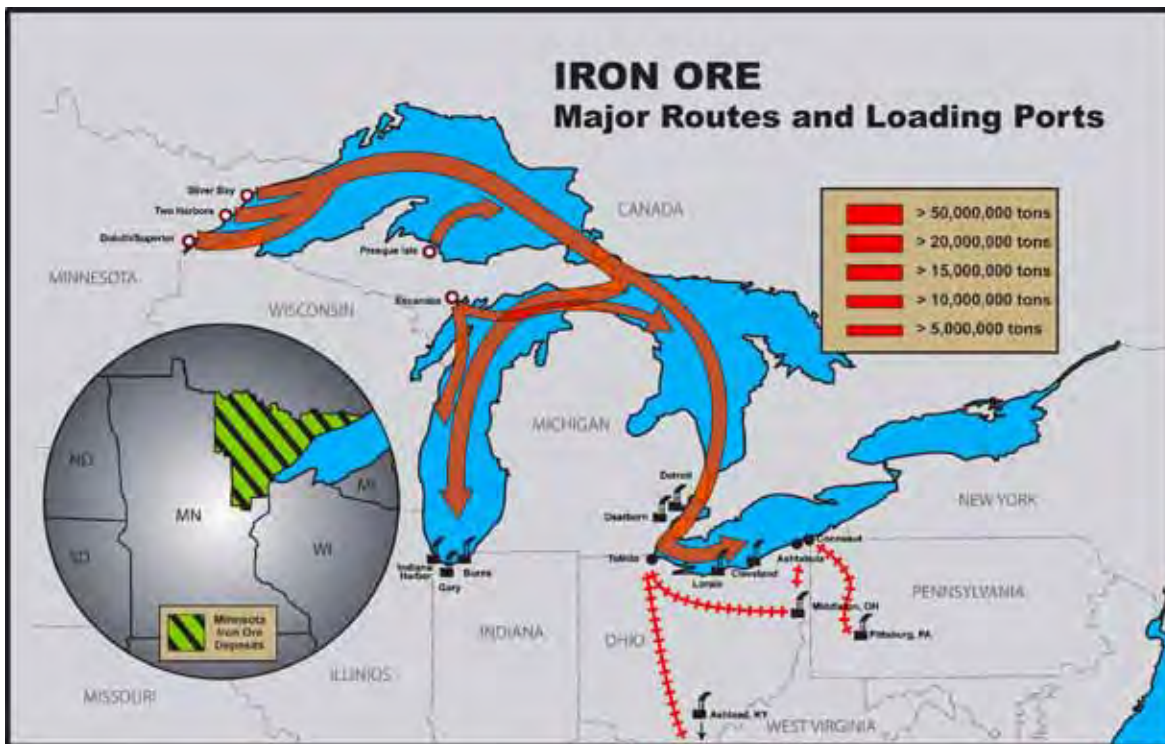 IRON ORE
Major Routes and Loading Ports
Silver Bay
Two Harbors
Duluth/Superior
Presque Isle
Escanaba
CANADA
MINNESOTA
WISCONSIN
> 50,000,000 tons
> 20,000,000 tons
> 15,000,000 tons
> 10,000,000 tons
> 5,000,000 tons
MICHIGAN
Detroit
Dearborn
NEW YORK
Toledo
Lorain
Cleveland
Ashtabula
Conneaut
Indiana
Harbor
Gary
Burns
Middleton, OH
Pittsburg, PA
PENNSYLVANIA
INDIANA
OHIO
ILLINIOS
MISSOURI
Ashland, KY
WEST VIRGINIA
ND
SD
MN
WI
MI
Minnesota
Iron Ore
Deposits